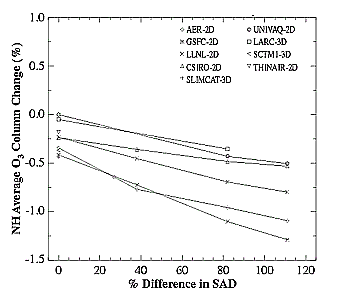 1.0
0.5
0.0
-0.5
-1.0
-1.5
NH Average O3 Column Change (%)
AER-2D
GSFC-2D
LLNL-2D
CSIRO-2D
SLIMCAT-3D
UNIVAQ-2D
LARC-3D
SCTM1-3D
THINAIR-2D
0 20 40 60 80 100 120
% Difference in SAD